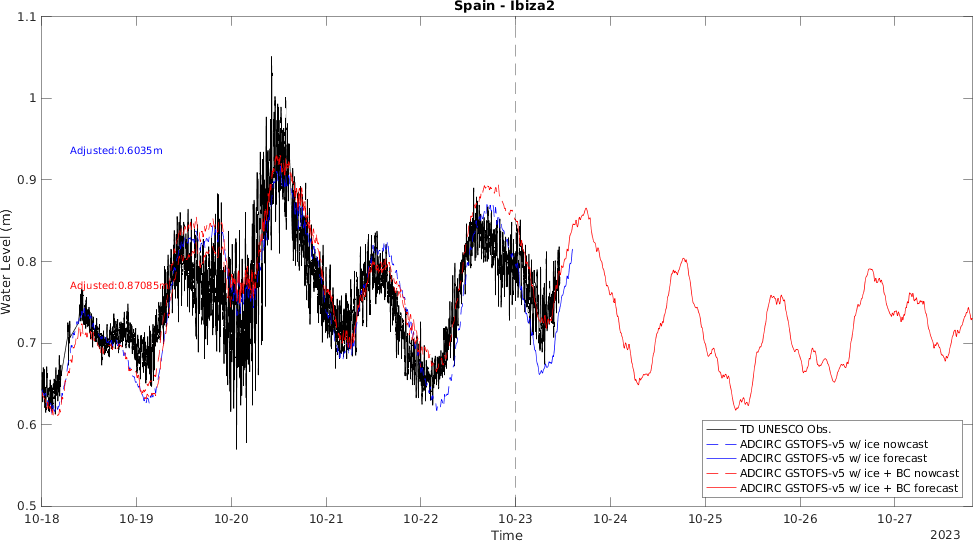 Spain - Ibiza2
1.1
1
0.9
0.8
0.7
0.6
0.5
Water Level (m)
Adjusted:0.6035m
Adjusted:0.87085m
TD UNESCO Obs.
ADCIRC GSTOFS-v5 w/ ice nowcast
ADCIRC GSTOFS-v5 w/ ice forecast
ADCIRC GSTOFS-v5 w/ ice + BC nowcast
ADCIRC GSTOFS-v5 w/ ice + BC forecast
10-18 10-19 10-20 10-21 10-22 10-23 10-24 10-25 10-26 10-27
Time
2023